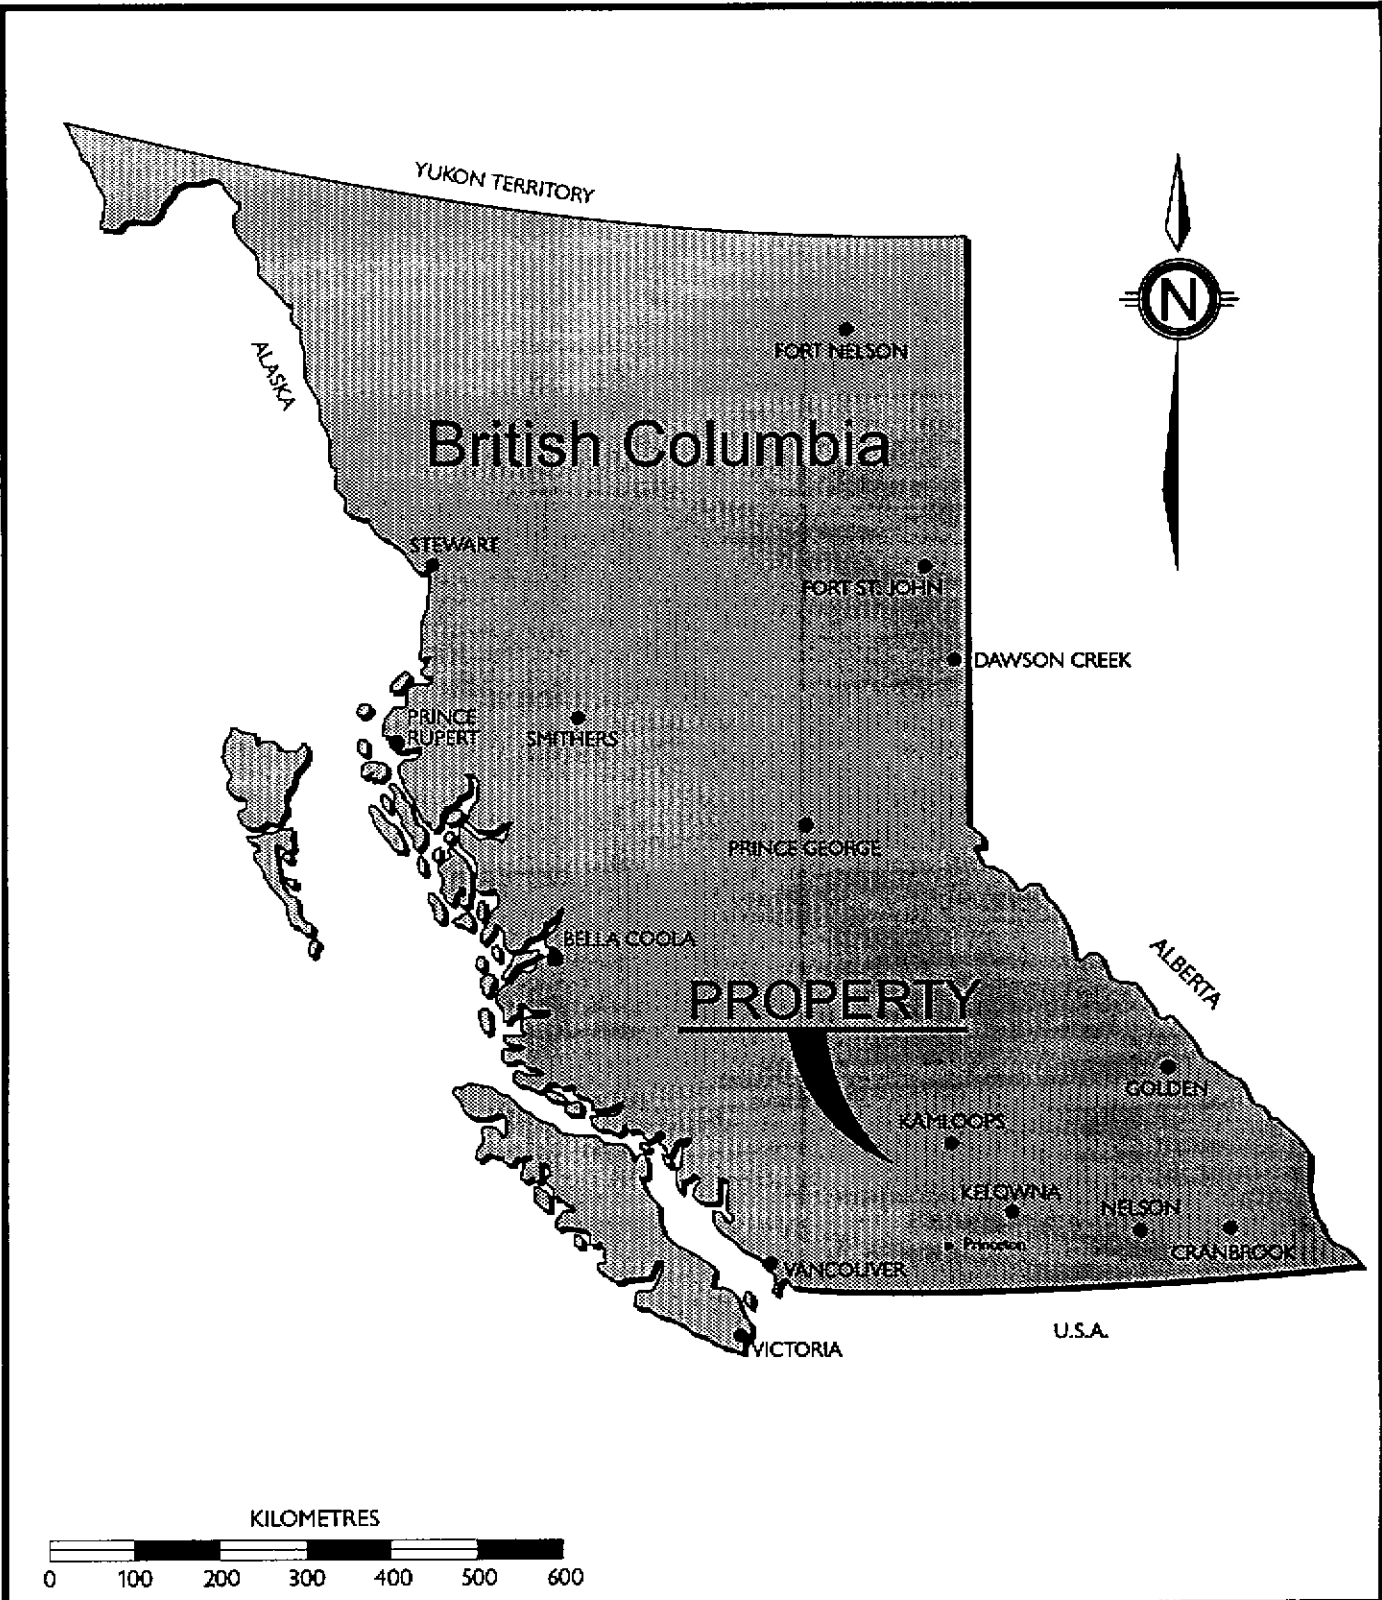 YUKON TERRITORY
N
FORT NELSON
ALASKA
British Columbia
STEWART
FORT ST. JOHN
DAWSON CREEK
PRINCE
RUPERT
SMITHERS
PRINCE GEORGE
BELLA COOLA
ALBERTA
PROPERTY
GOLDEN
KAMLOOPS
KELOWNA
NELSON
Princeton
CRANBROOK
VANCOUVER
U.S.A.
VICTORIA
KILOMETRES
0 100 200 300 400 500 600